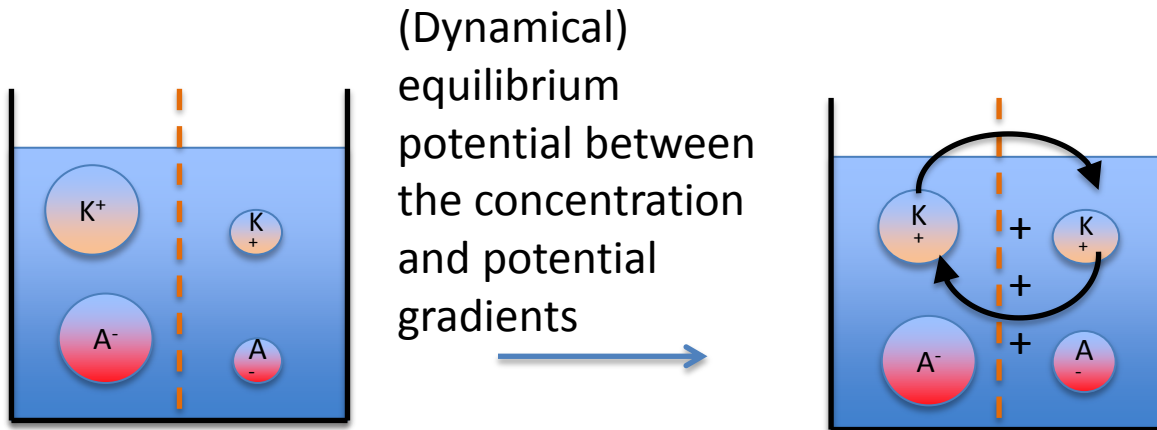 (Dynamical)
equilibrium
potential between
the concentration
and potential
gradients
K+
K
+
A-
A
-
K
+
+
K
+
+
+
A-
A
-